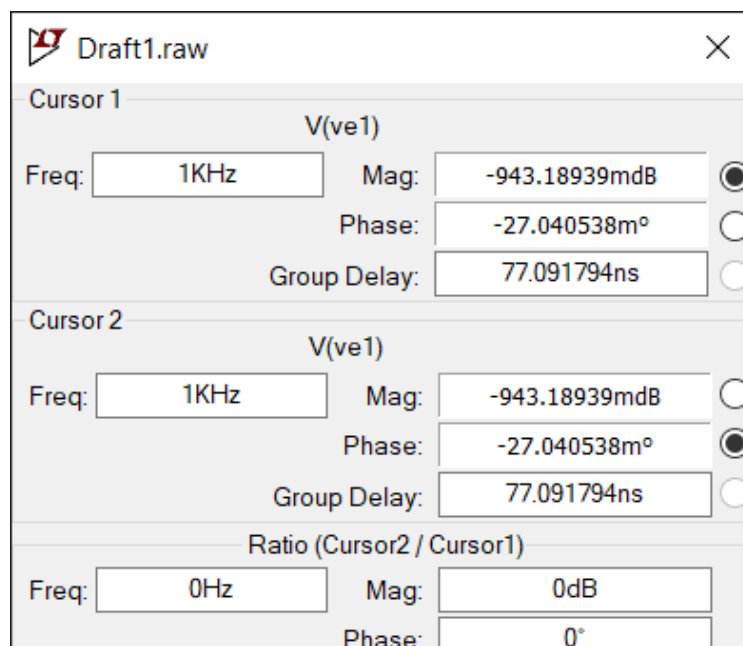 Draft1.raw
Cursor 1
V(ve1)
Freq: 1KHz Mag: -943.18939mdB
Phase: -27.040538mº
Group Delay: 77.091794ns
Cursor 2
V(ve1)
Freq: 1KHz Mag: -943.18939mdB
Phase: -27.040538mº
Group Delay: 77.091794ns
Ratio (Cursor2 / Cursor1)
Freq: 0Hz Mag: 0dB
Phase: 0°